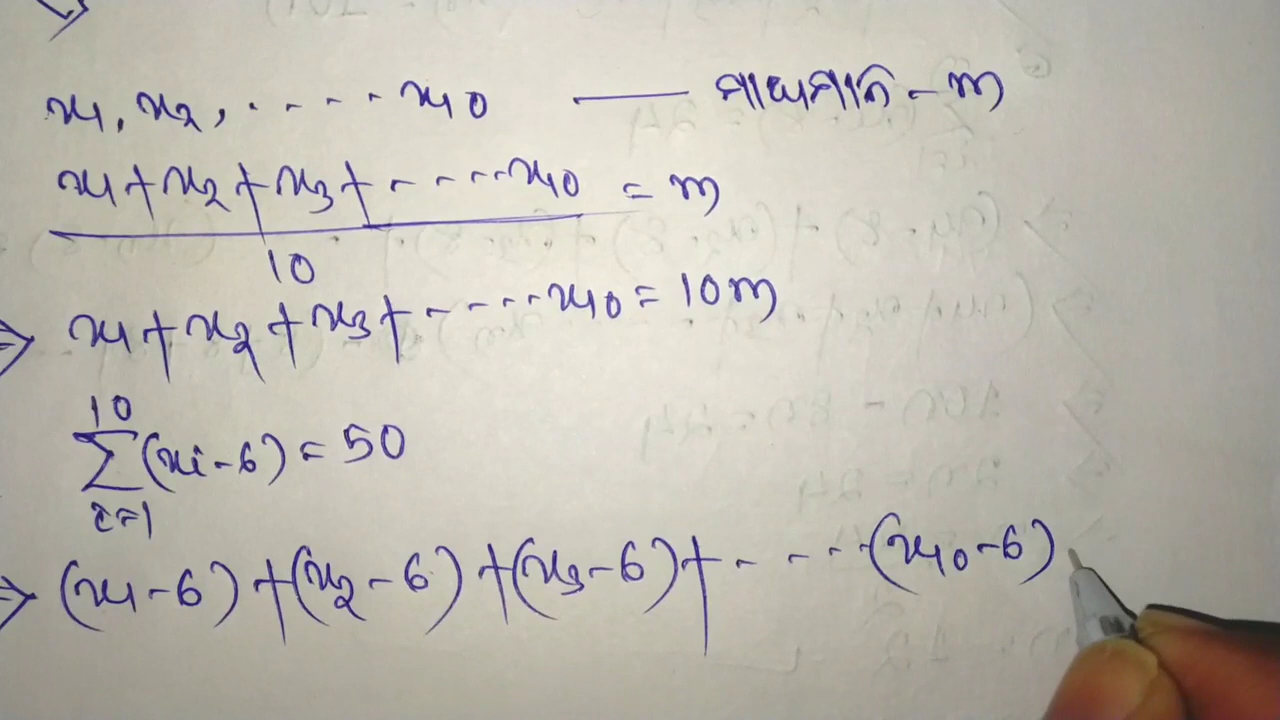 x₁, x₂, ..... x₁₀ — ମାଧ୍ୟମାନ - m
x₁ + x₂ + x₃ + ..... x₁₀ = m
10
⇒ x₁ + x₂ + x₃ + ..... x₁₀ = 10m
10
∑ (xi - 6) = 50
i=1
⇒ (x₁ - 6) + (x₂ - 6) + (x₃ - 6) + ..... (x₁₀ - 6)